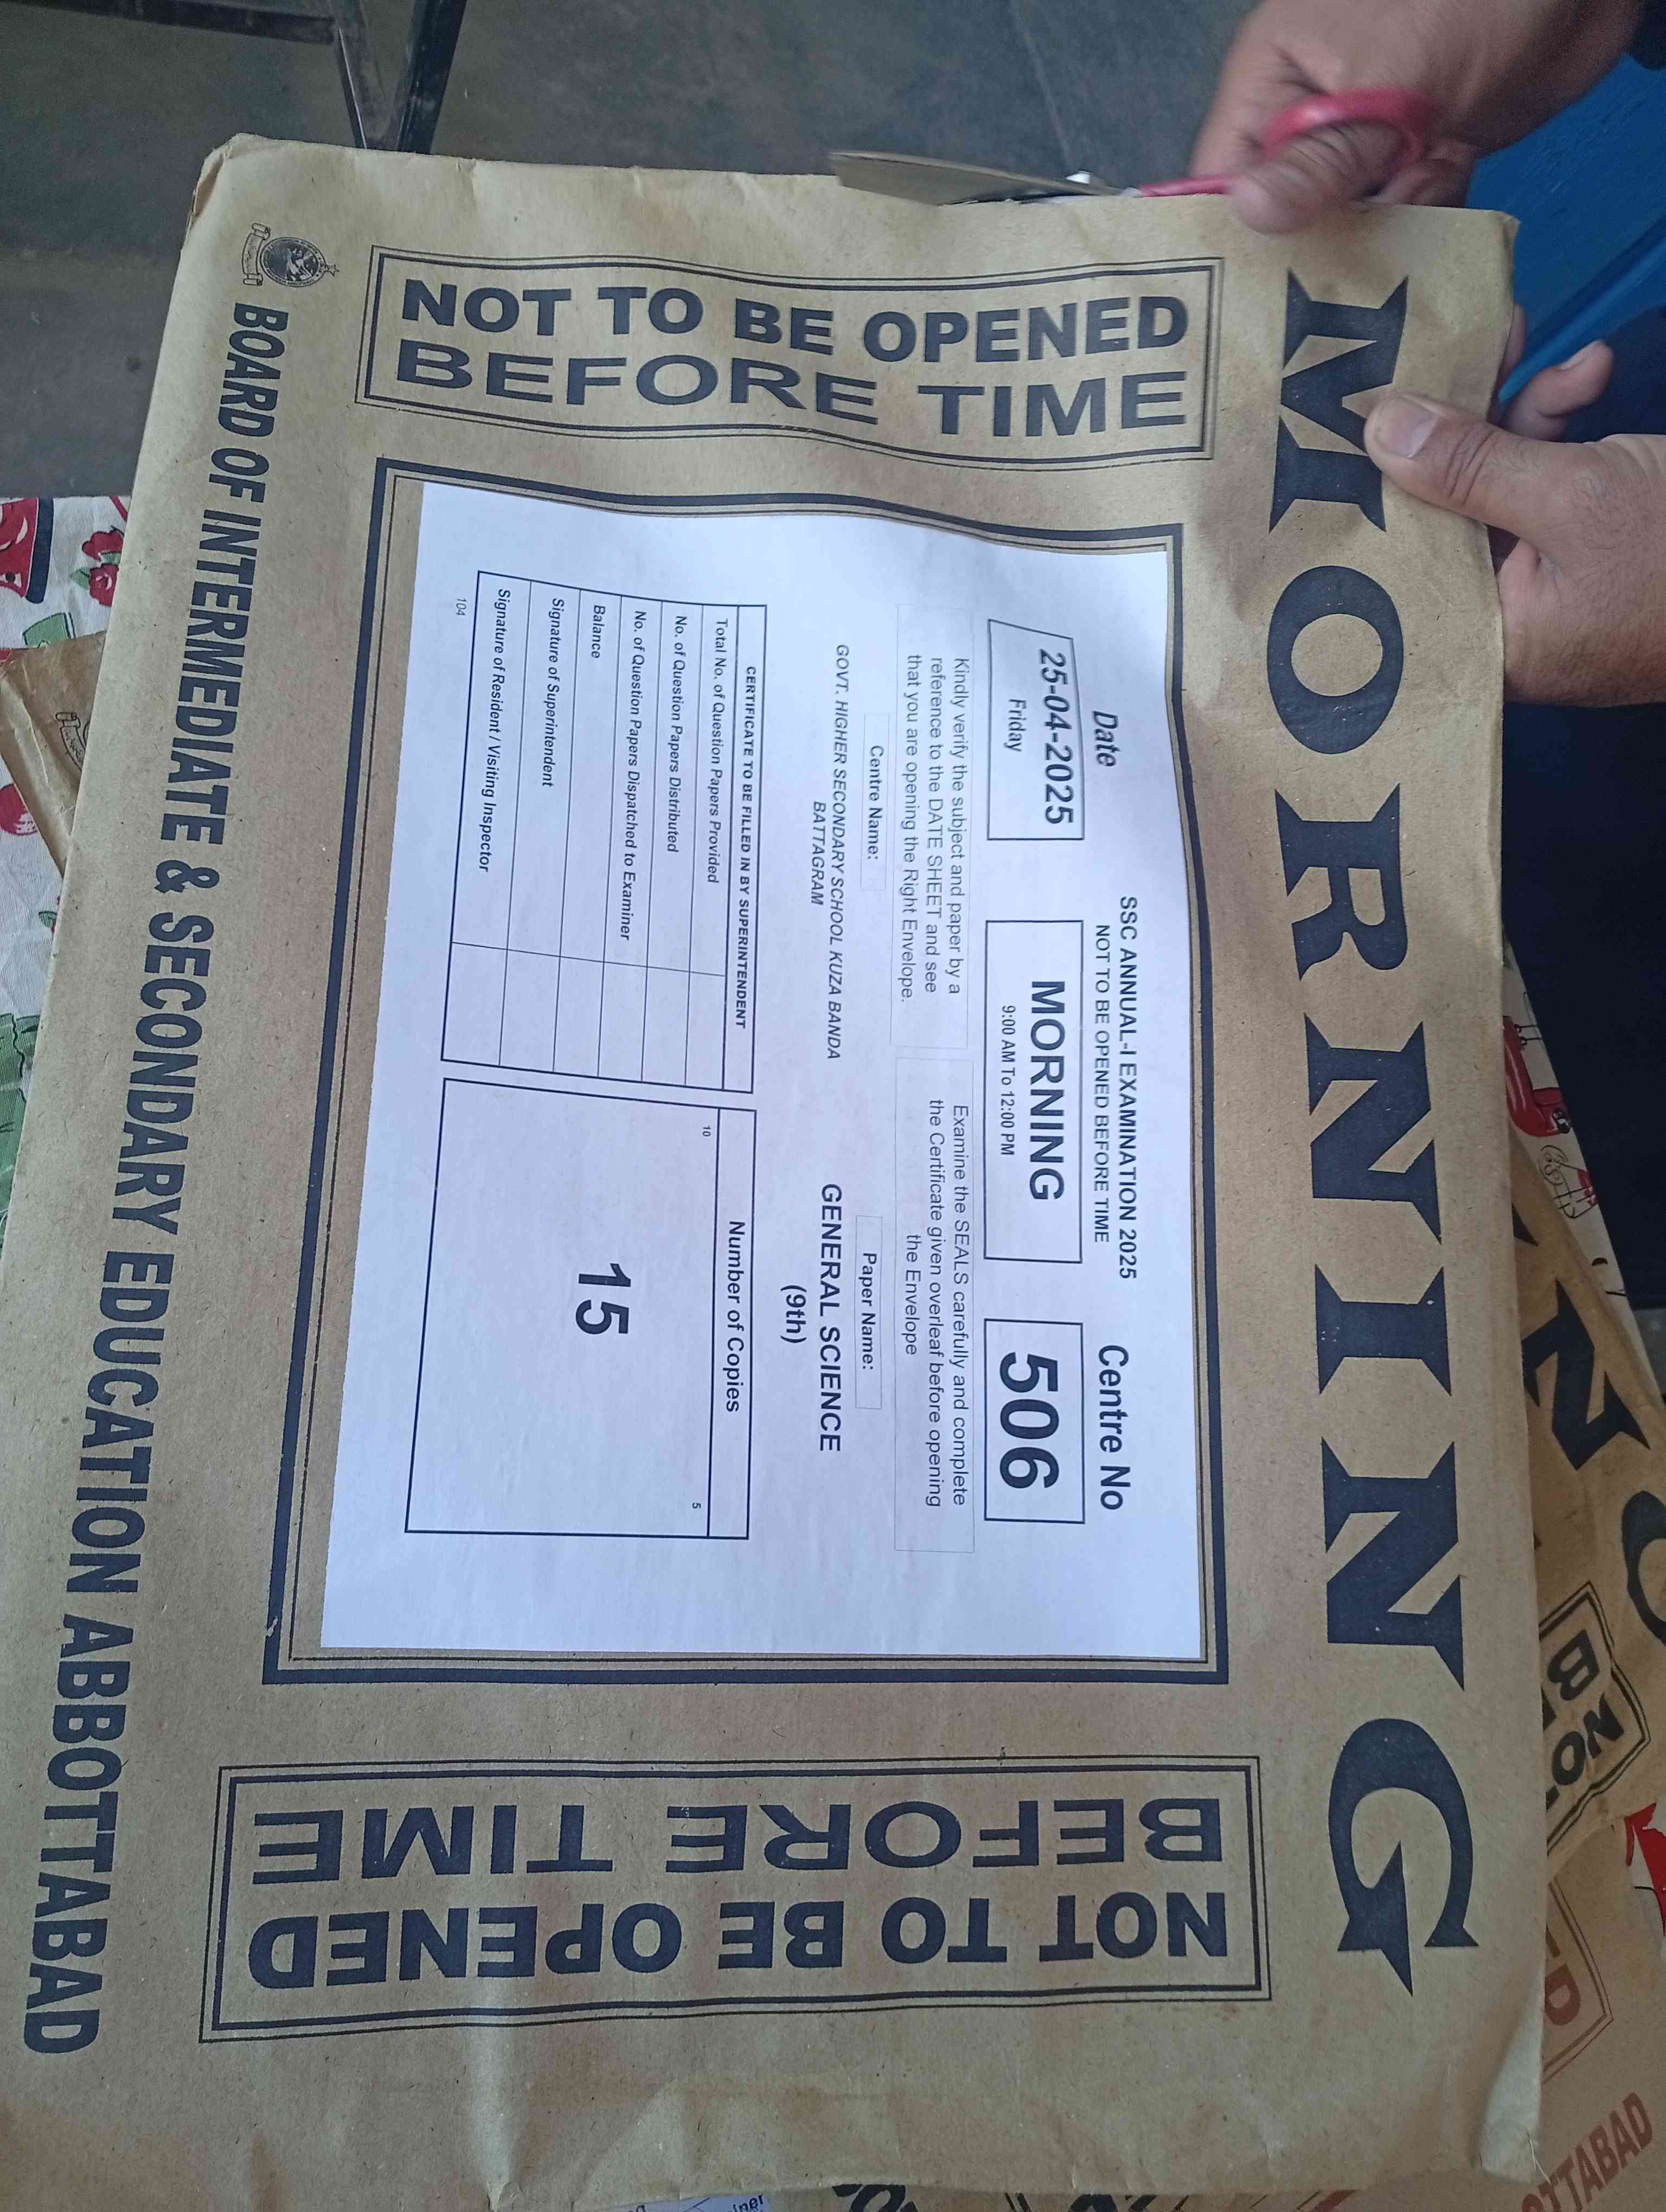 MORNING
NOT TO BE OPENED
BEFORE TIME
SSC ANNUAL-I EXAMINATION 2025
NOT TO BE OPENED BEFORE TIME
Date
25-04-2025
Friday
MORNING
9:00 AM To 12:00 PM
Centre No
506
Kindly verify the subject and paper by a
reference to the DATE SHEET and see
that you are opening the Right Envelope.
Examine the SEALS carefully and complete
the Certificate given overleaf before opening
the Envelope
Centre Name:
GOVT. HIGHER SECONDARY SCHOOL KUZA BANDA
BATTAGRAM
Paper Name:
GENERAL SCIENCE
(9th)
CERTIFICATE TO BE FILLED IN BY SUPERINTENDENT
Total No. of Question Papers Provided
No. of Question Papers Distributed
No. of Question Papers Dispatched to Examiner
Balance
Signature of Superintendent
Signature of Resident / Visiting Inspector
104
Number of Copies
10
5
15
NOT TO BE OPENED
BEFORE TIME
BOARD OF INTERMEDIATE & SECONDARY EDUCATION ABBOTTABAD